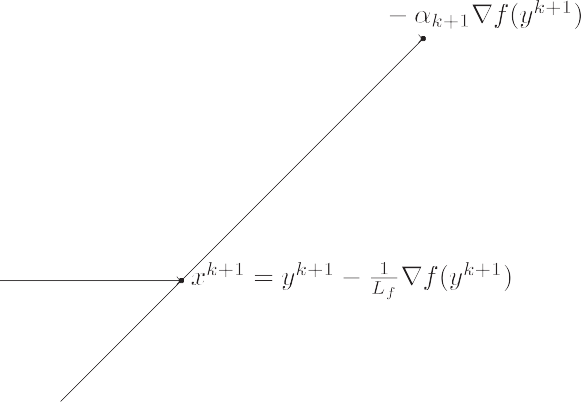 − α_{k+1}∇f(y^{k+1})
x^{k+1} = y^{k+1} − \frac{1}{L_f}∇f(y^{k+1})